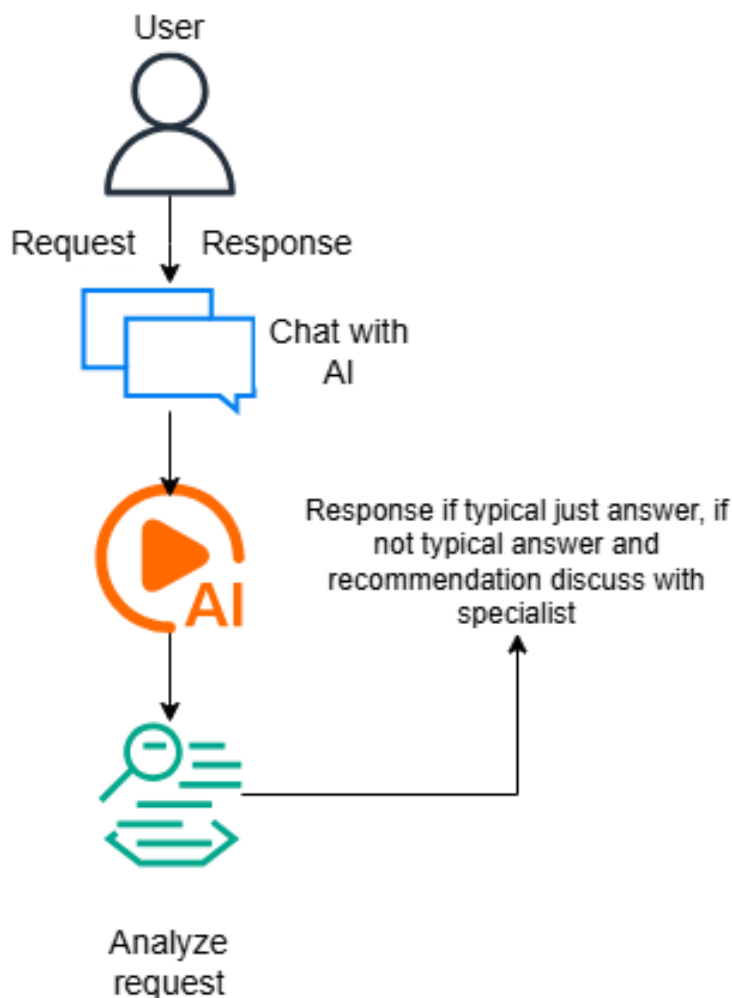 User
Request
Response
Chat with
AI
AI
Response if typical just answer, if
not typical answer and
recommendation discuss with
specialist
Analyze
request